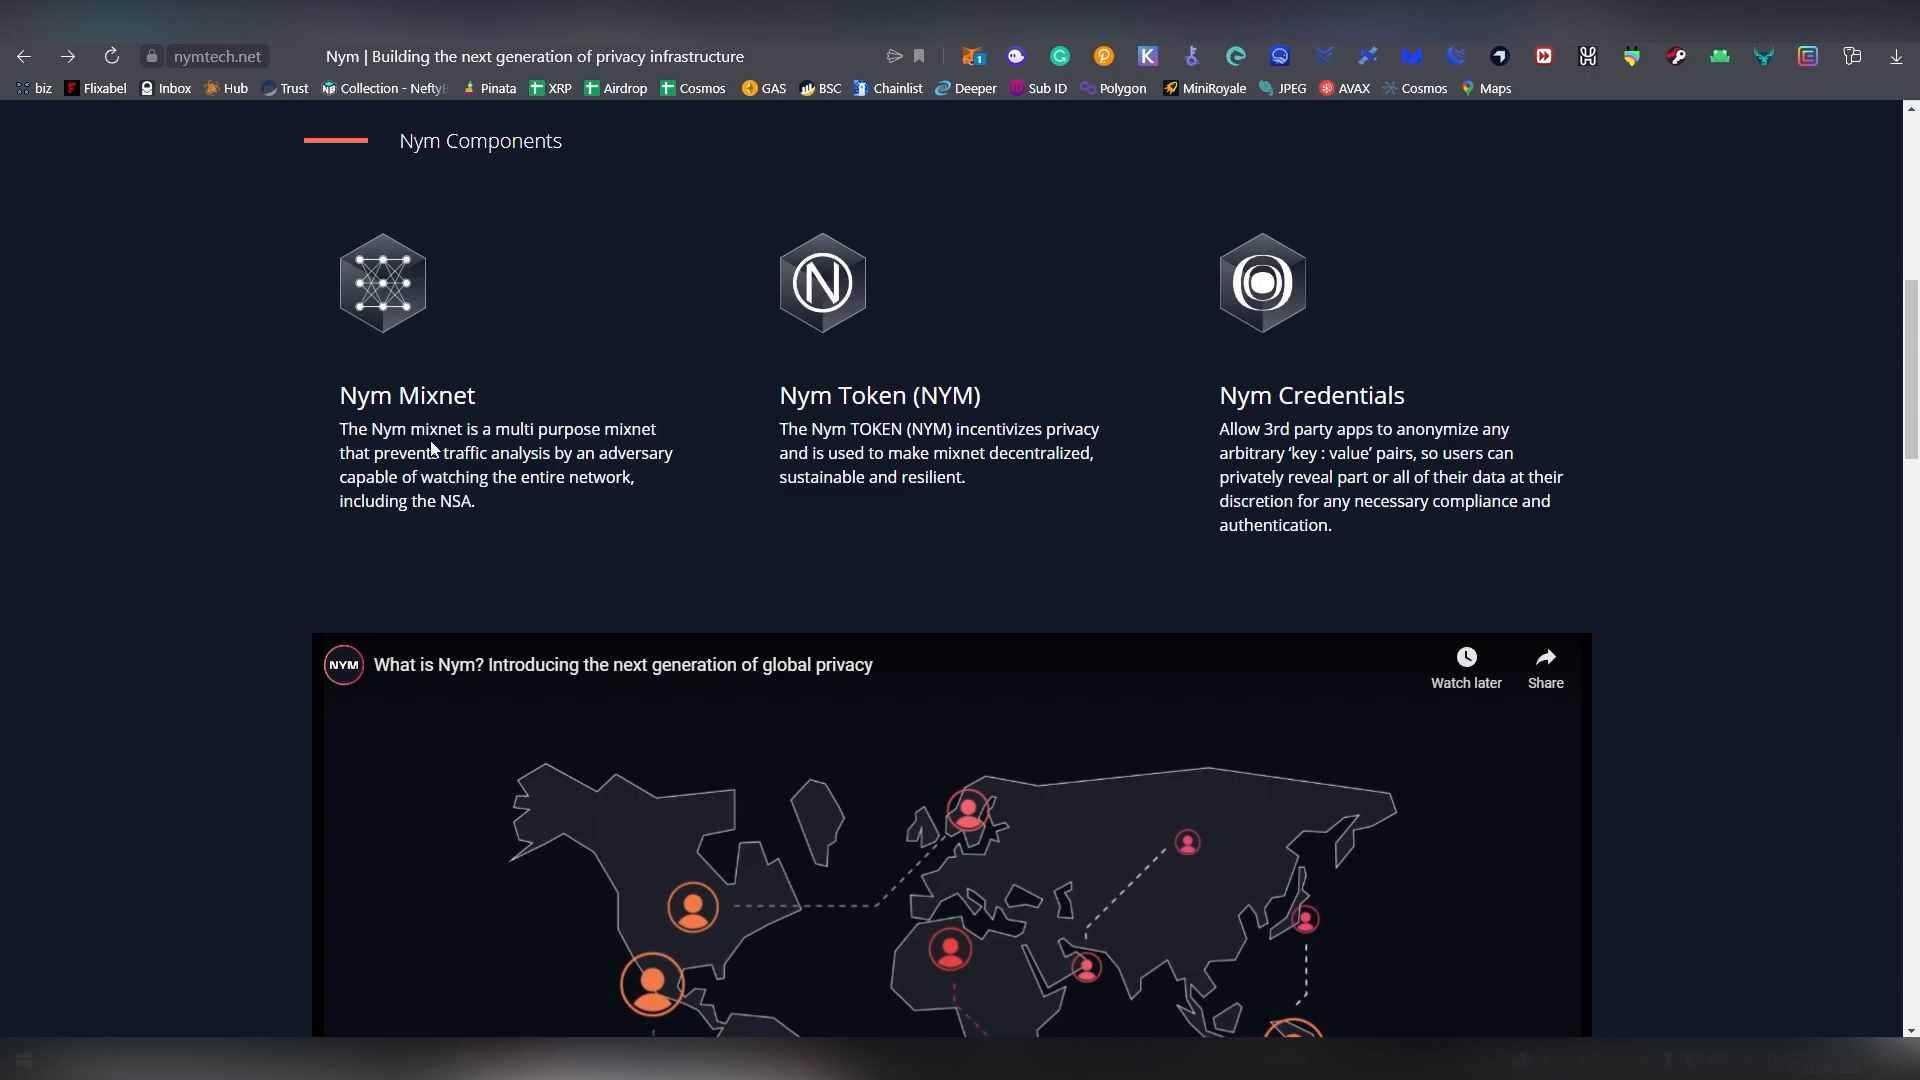 nymtech.net
Nym | Building the next generation of privacy infrastructure
1
K
biz
Flixabel
Inbox
Hub
Trust
Collection - Nefty
Pinata
XRP
Airdrop
Cosmos
GAS
BSC
Chainlist
Deeper
Sub ID
Polygon
MiniRoyale
JPEG
AVAX
Cosmos
Maps
Nym Components
N
Nym Mixnet
The Nym mixnet is a multi purpose mixnet
that prevents traffic analysis by an adversary
capable of watching the entire network,
including the NSA.
Nym Token (NYM)
The Nym TOKEN (NYM) incentivizes privacy
and is used to make mixnet decentralized,
sustainable and resilient.
Nym Credentials
Allow 3rd party apps to anonymize any
arbitrary ‘key : value’ pairs, so users can
privately reveal part or all of their data at their
discretion for any necessary compliance and
authentication.
NYM
What is Nym? Introducing the next generation of global privacy
Watch later
Share